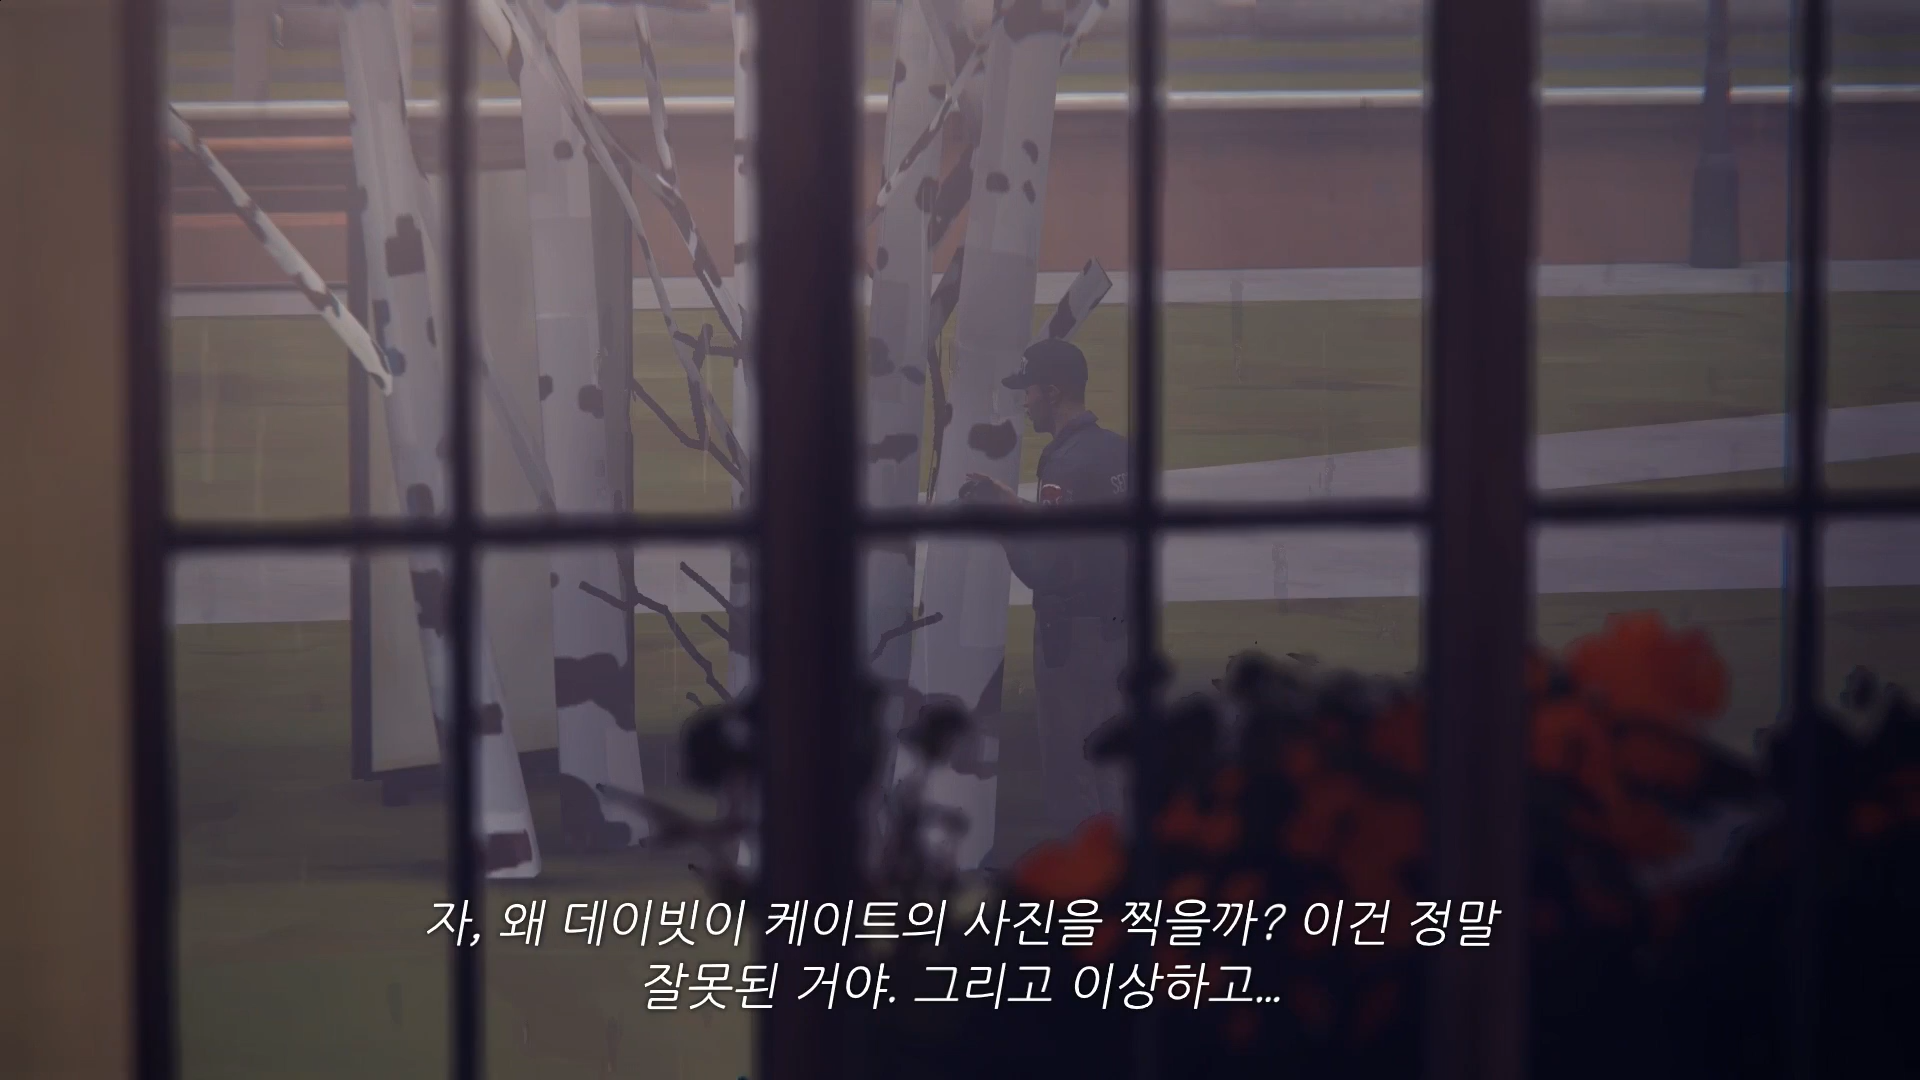 자, 왜 데이빗이 케이트의 사진을 찍을까? 이건 정말
잘못된 거야. 그리고 이상하고...